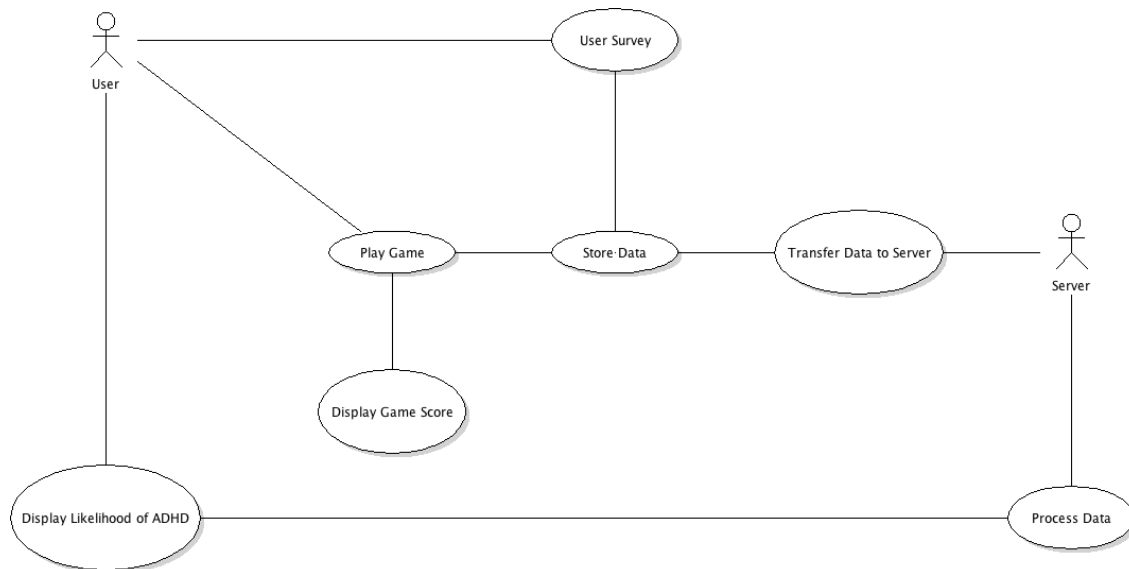 User Survey
User
Play Game
Store Data
Transfer Data to Server
Server
Display Game Score
Display Likelihood of ADHD
Process Data